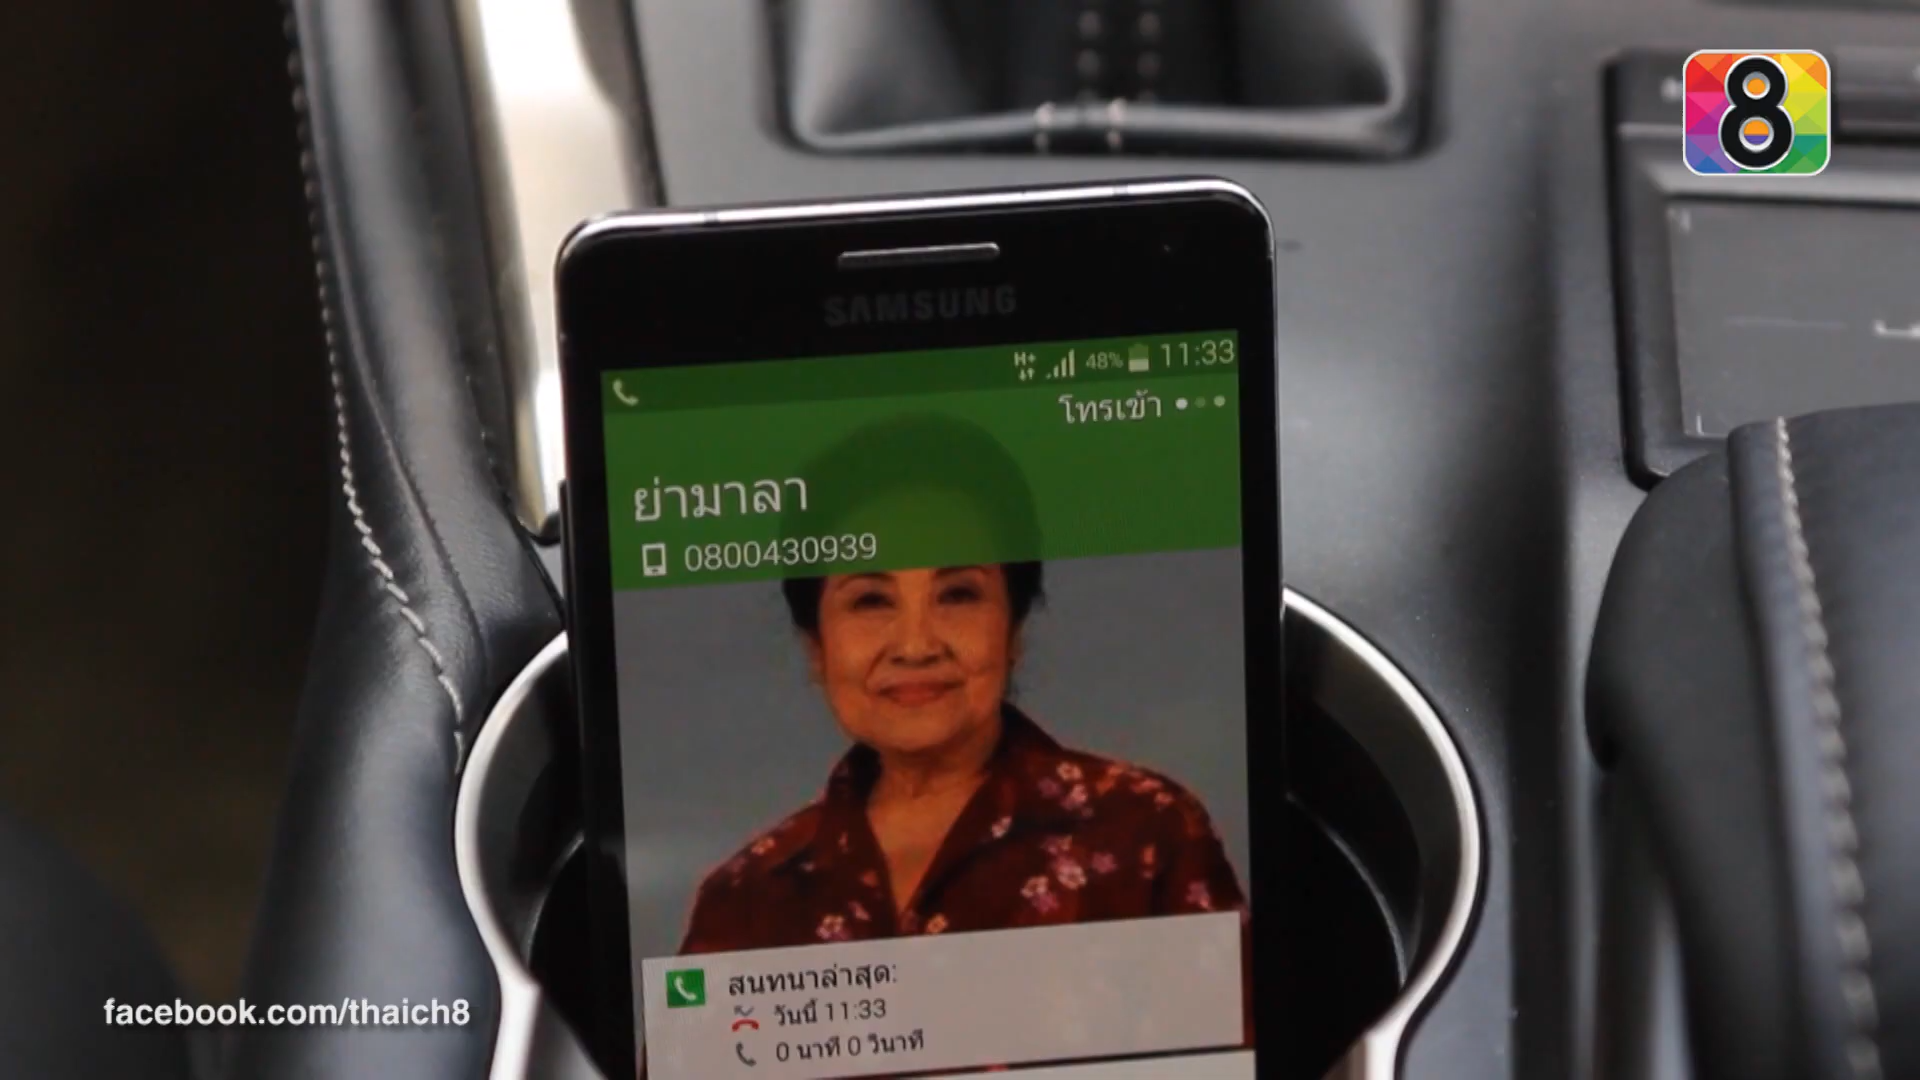 8
SAMSUNG
H+ 48% 11:33
โทรเข้า
ย่ามาลา
0800430939
สนทนาล่าสุด:
วันนี้ 11:33
0 นาที 0 วินาที
facebook.com/thaich8